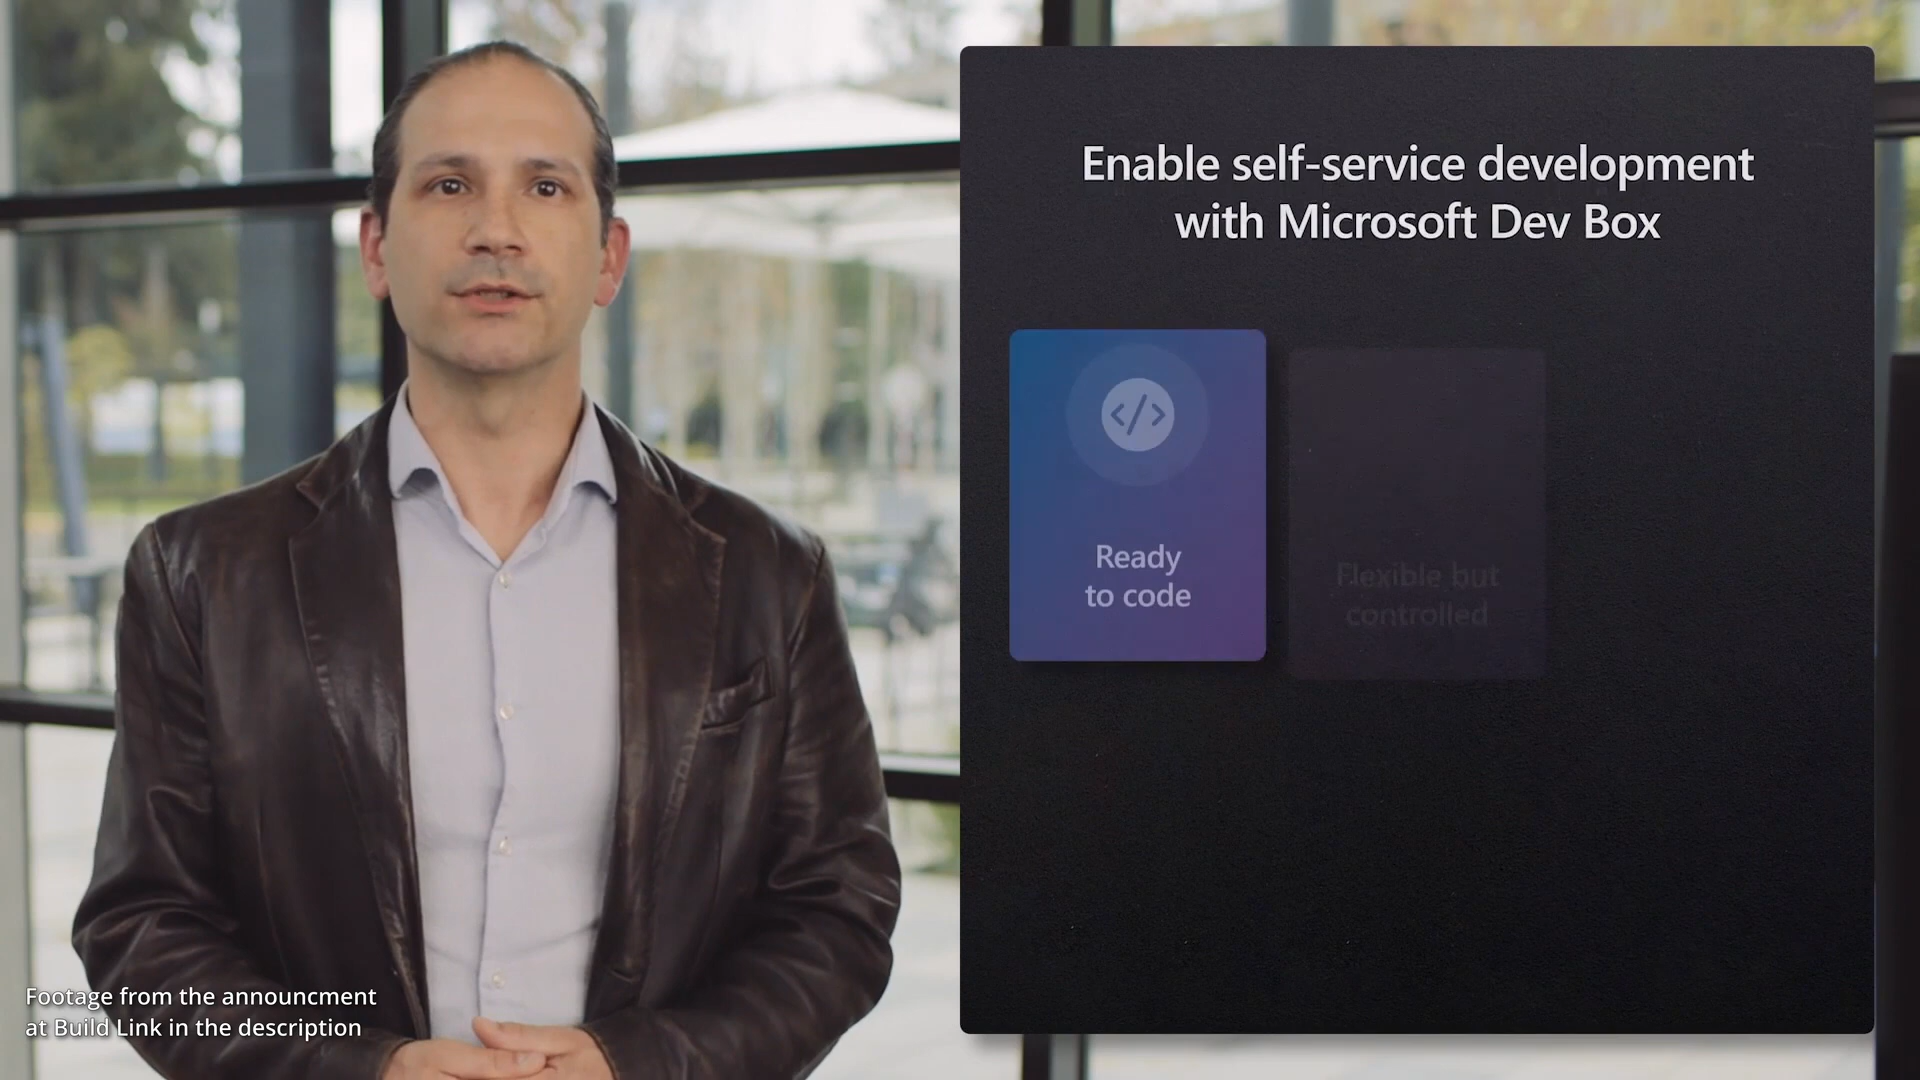 Enable self-service development
with Microsoft Dev Box
Ready
to code
Flexible but
controlled
Footage from the announcment
at Build Link in the description